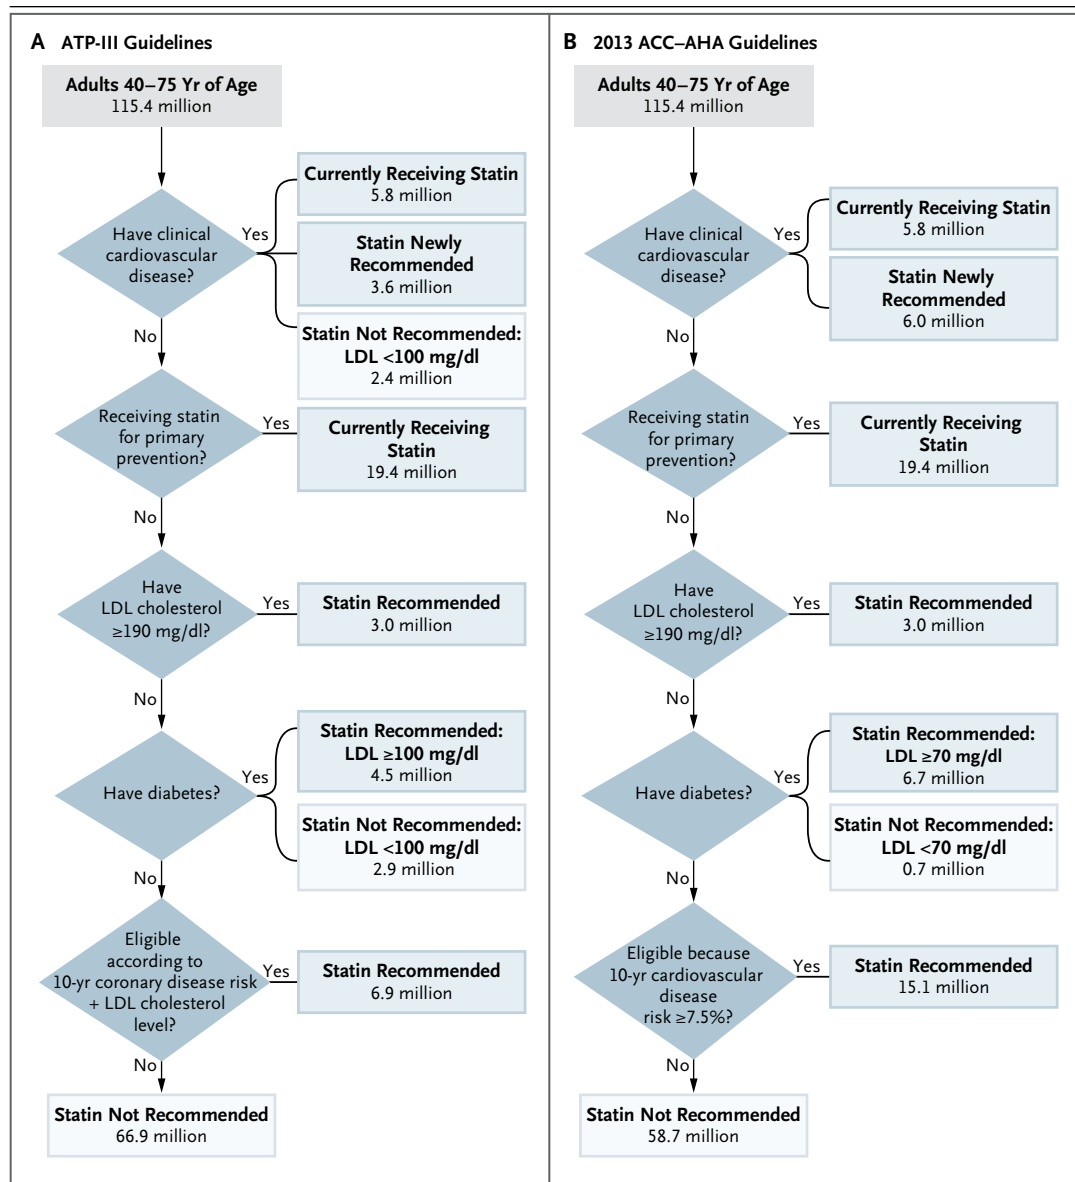 A ATP-III Guidelines
Adults 40–75 Yr of Age
115.4 million
Have clinical
cardiovascular
disease?
Yes
Currently Receiving Statin
5.8 million
Statin Newly
Recommended
3.6 million
Statin Not Recommended:
LDL <100 mg/dl
2.4 million
No
Receiving statin
for primary
prevention?
Yes
Currently Receiving
Statin
19.4 million
No
Have
LDL cholesterol
≥190 mg/dl?
Yes
Statin Recommended
3.0 million
No
Have diabetes?
Yes
Statin Recommended:
LDL ≥100 mg/dl
4.5 million
Statin Not Recommended:
LDL <100 mg/dl
2.9 million
No
Eligible
according to
10-yr coronary disease risk
+ LDL cholesterol
level?
Yes
Statin Recommended
6.9 million
No
Statin Not Recommended
66.9 million
B 2013 ACC–AHA Guidelines
Adults 40–75 Yr of Age
115.4 million
Have clinical
cardiovascular
disease?
Yes
Currently Receiving Statin
5.8 million
Statin Newly
Recommended
6.0 million
No
Receiving statin
for primary
prevention?
Yes
Currently Receiving
Statin
19.4 million
No
Have
LDL cholesterol
≥190 mg/dl?
Yes
Statin Recommended
3.0 million
No
Have diabetes?
Yes
Statin Recommended:
LDL ≥70 mg/dl
6.7 million
Statin Not Recommended:
LDL <70 mg/dl
0.7 million
No
Eligible because
10-yr cardiovascular
disease
risk ≥7.5%?
Yes
Statin Recommended
15.1 million
No
Statin Not Recommended
58.7 million